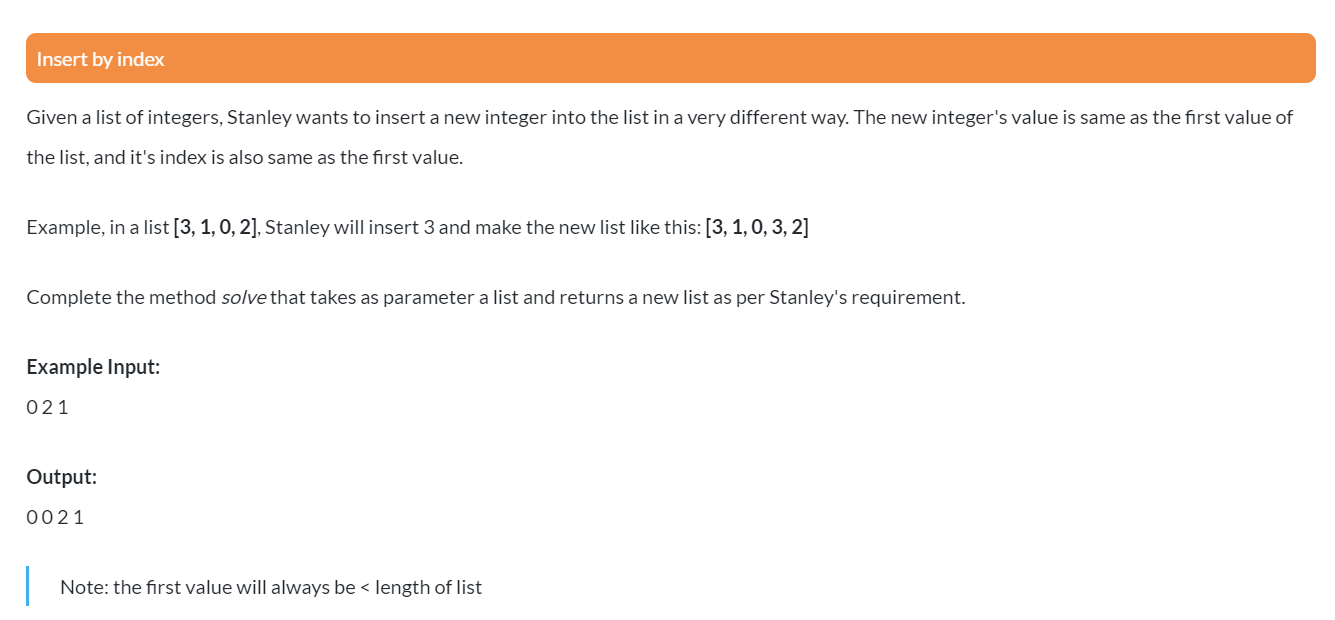 Insert by index
Given a list of integers, Stanley wants to insert a new integer into the list in a very different way. The new integer's value is same as the first value of
the list, and it's index is also same as the first value.
Example, in a list [3, 1, 0, 2], Stanley will insert 3 and make the new list like this: [3, 1, 0, 3, 2]
Complete the method solve that takes as parameter a list and returns a new list as per Stanley's requirement.
Example Input:
0 2 1
Output:
0 0 2 1
Note: the first value will always be < length of list